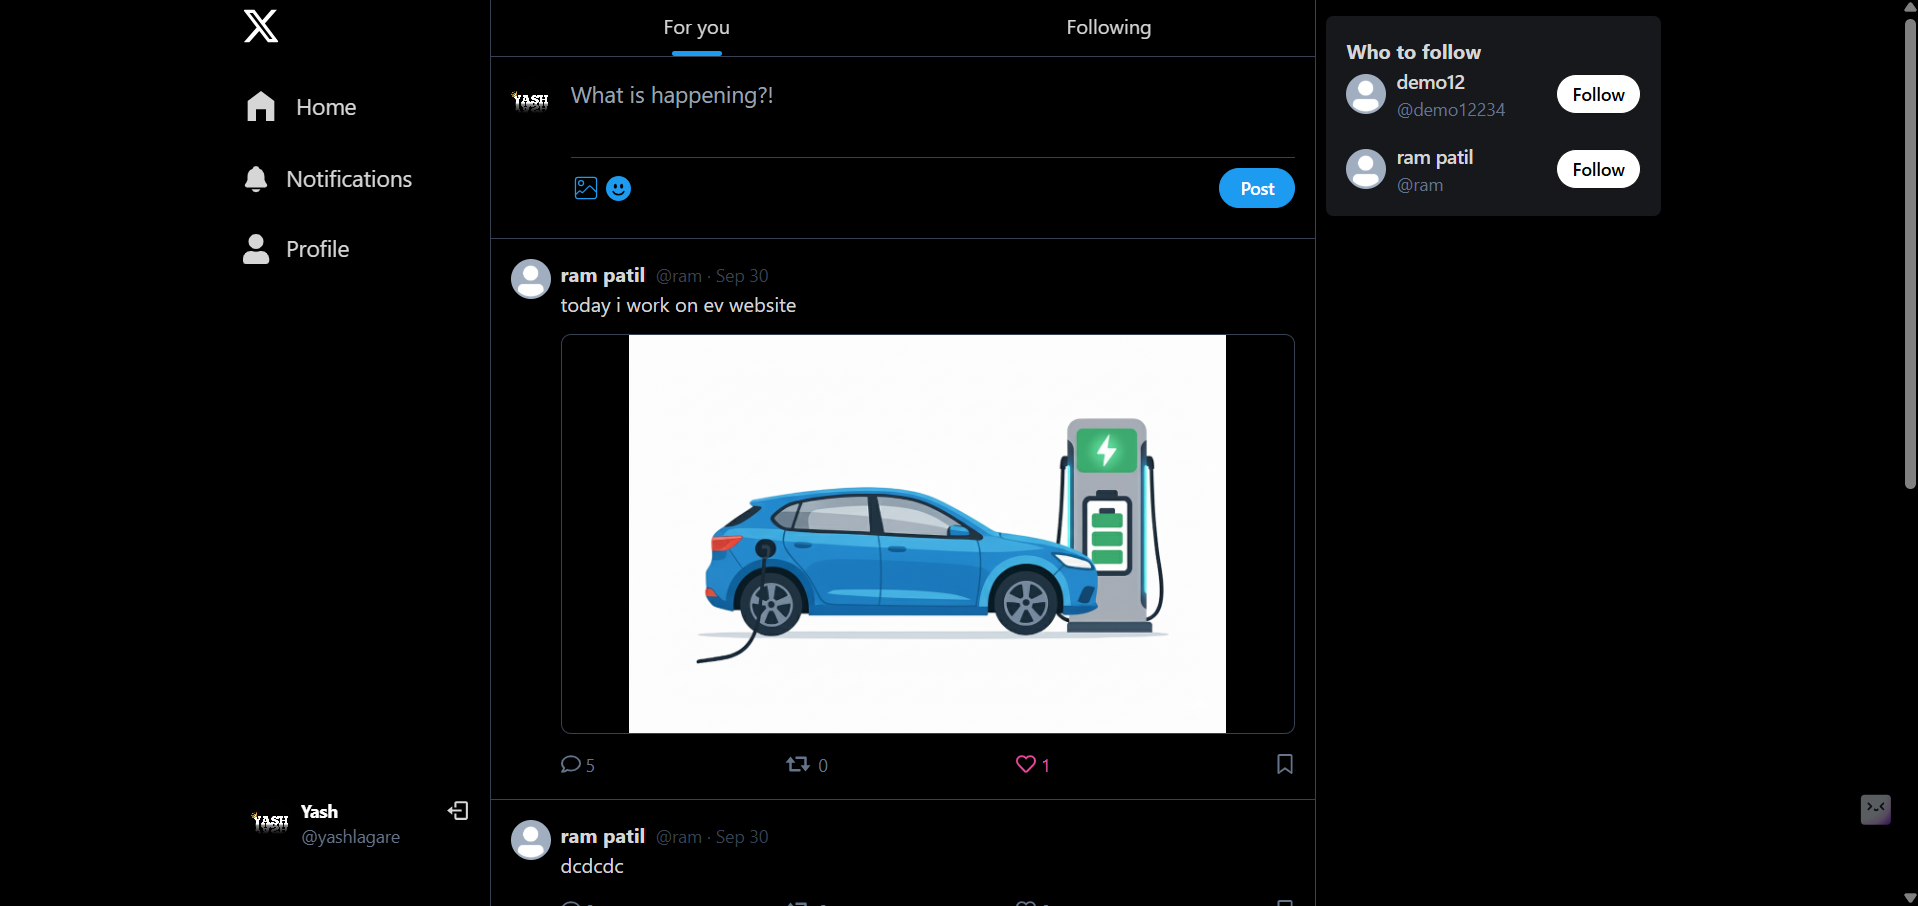 Home
Notifications
Profile
YASH
Yash
@yashlagare
For you
Following
YASH
What is happening?!
Post
ram patil @ram · Sep 30
today i work on ev website
5
0
1
ram patil @ram · Sep 30
dcdcdc
Who to follow
demo12
@demo12234
Follow
ram patil
@ram
Follow